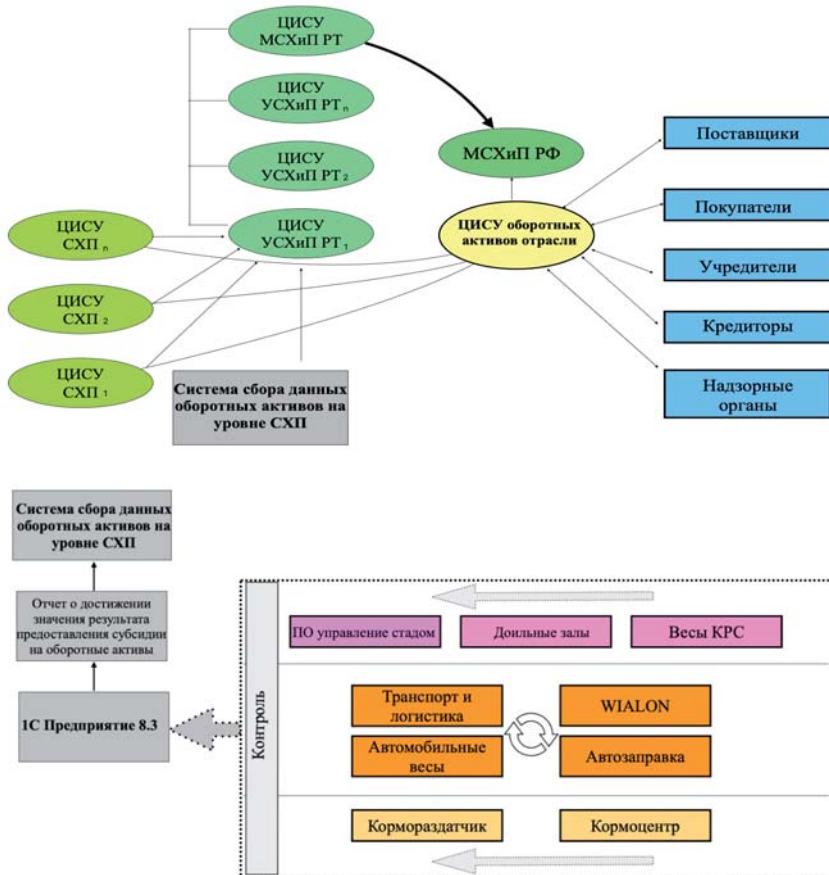 ЦИСУ
МСХиП РТ
ЦИСУ
УСХиП РТ n
ЦИСУ
УСХиП РТ 2
ЦИСУ
УСХиП РТ 1
МСХиП РФ
ЦИСУ оборотных
активов отрасли
ЦИСУ
СХП n
ЦИСУ
СХП 2
ЦИСУ
СХП 1
Поставщики
Покупатели
Учредители
Кредиторы
Надзорные
органы
Система сбора данных
оборотных активов на
уровне СХП
Система сбора данных
оборотных активов на
уровне СХП
Отчет о достижении
значения результата
предоставления субсидии
на оборотные активы
1С Предприятие 8.3
Контроль
ПО управление стадом
Доильные залы
Весы КРС
Транспорт и
логистика
WIALON
Автомобильные
весы
Автозаправка
Кормораздатчик
Кормоцентр